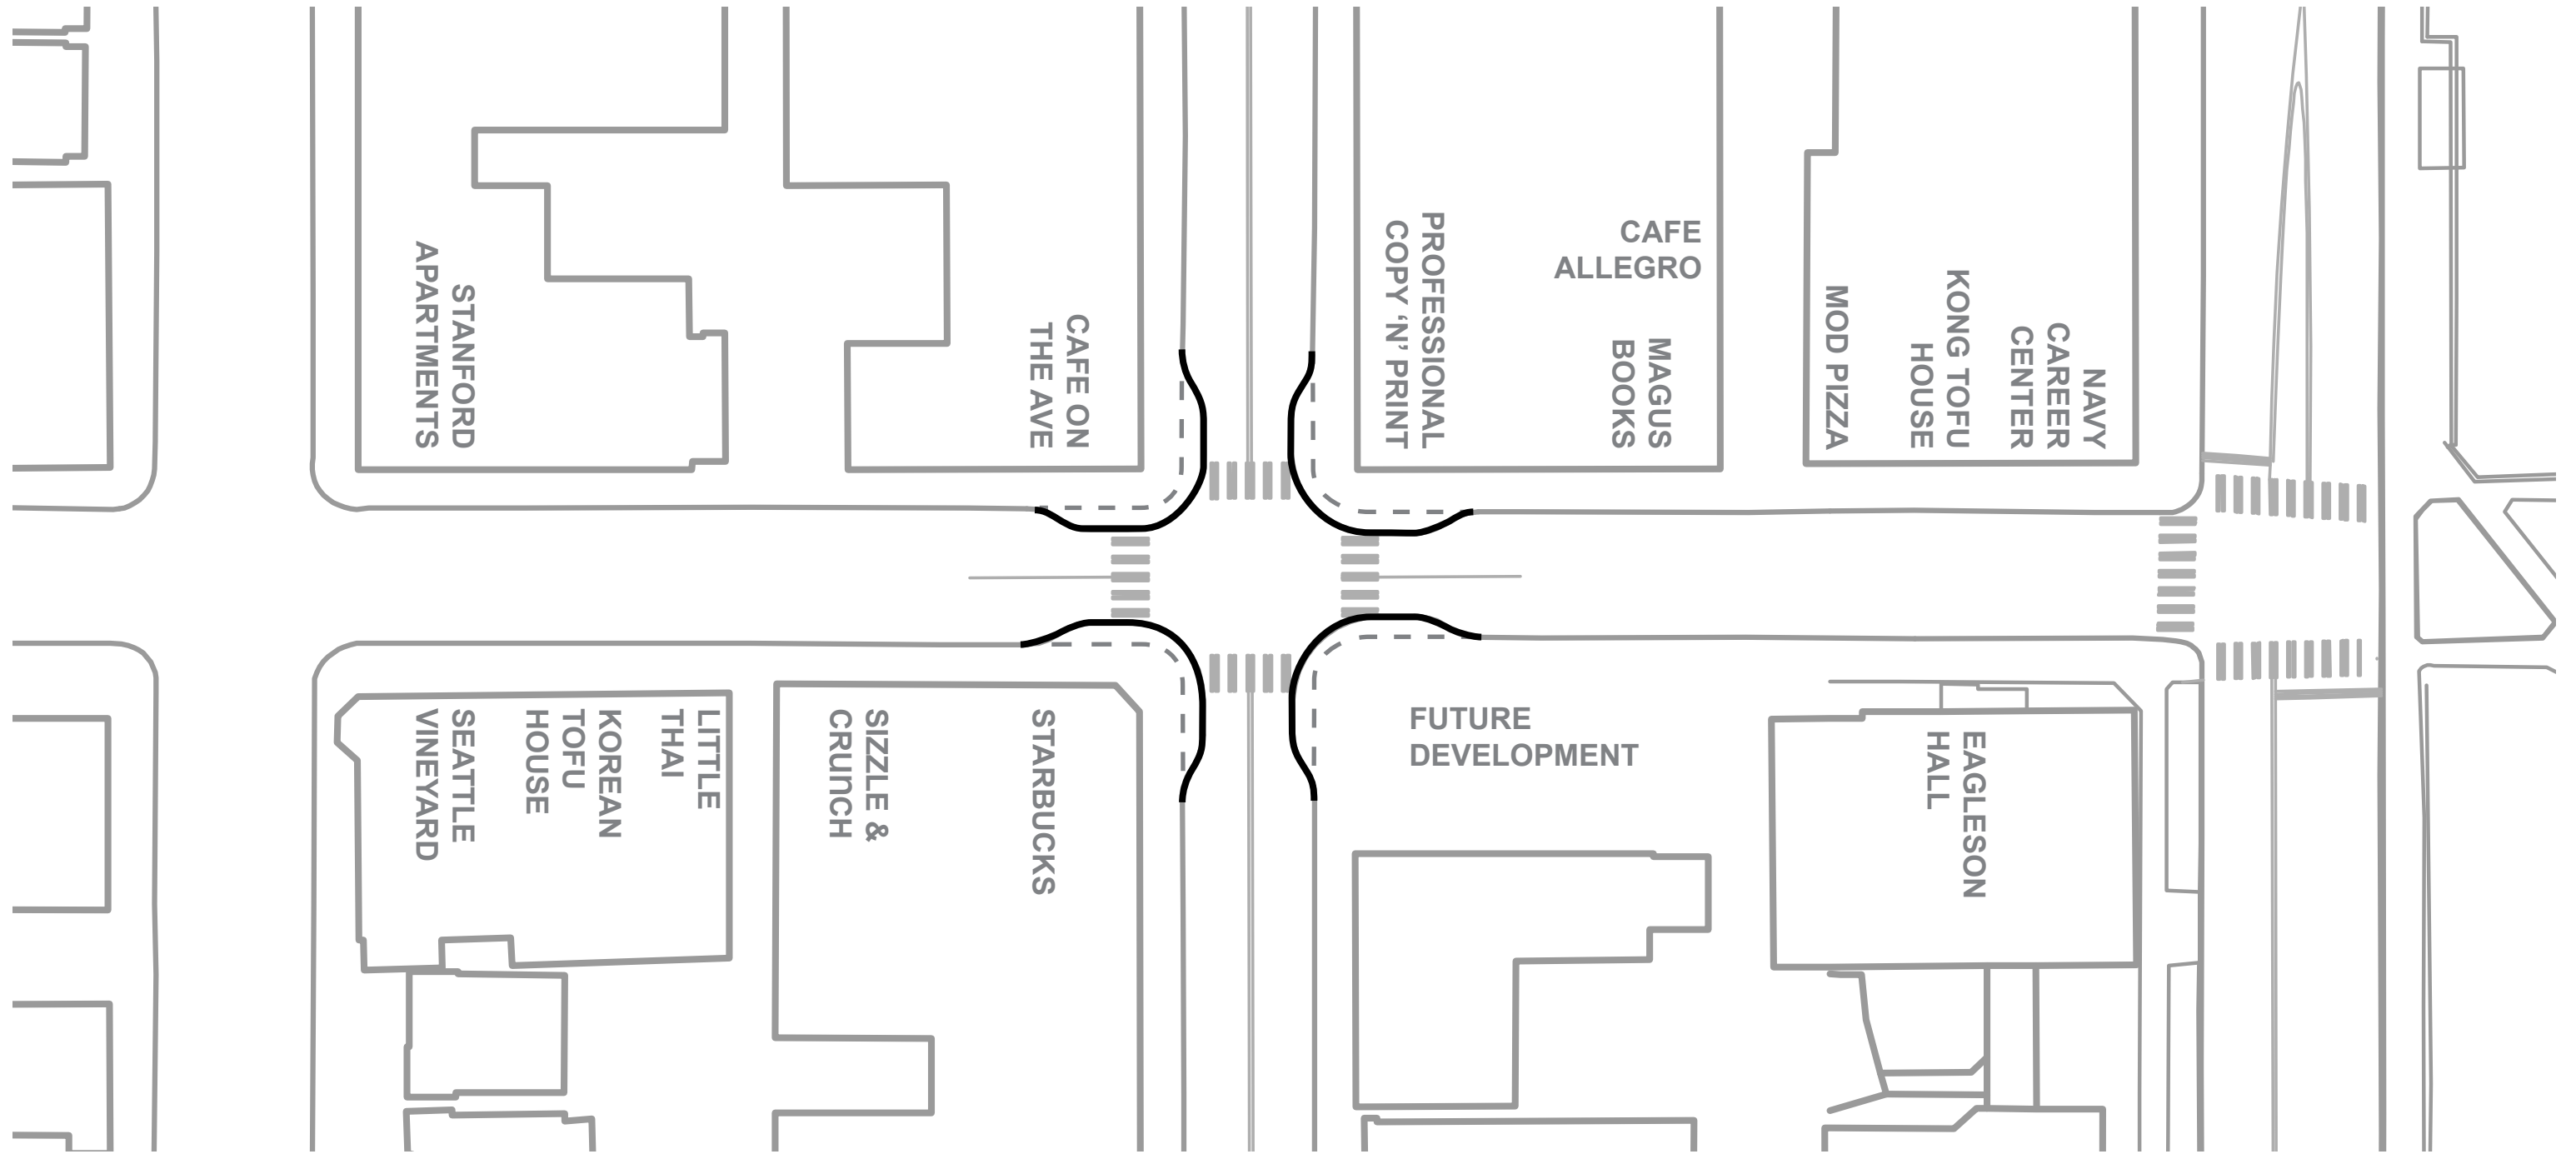 STANFORD
APARTMENTS
CAFE ON
THE AVE
PROFESSIONAL
COPY ‘N’ PRINT
CAFE
ALLEGRO
MAGUS
BOOKS
MOD PIZZA
KONG TOFU
HOUSE
NAVY
CAREER
CENTER
SEATTLE
VINEYARD
KOREAN
TOFU
HOUSE
LITTLE
THAI
SIZZLE &
CRUnCH
STARBUCKS
FUTURE
DEVELOPMENT
EAGLESON
HALL